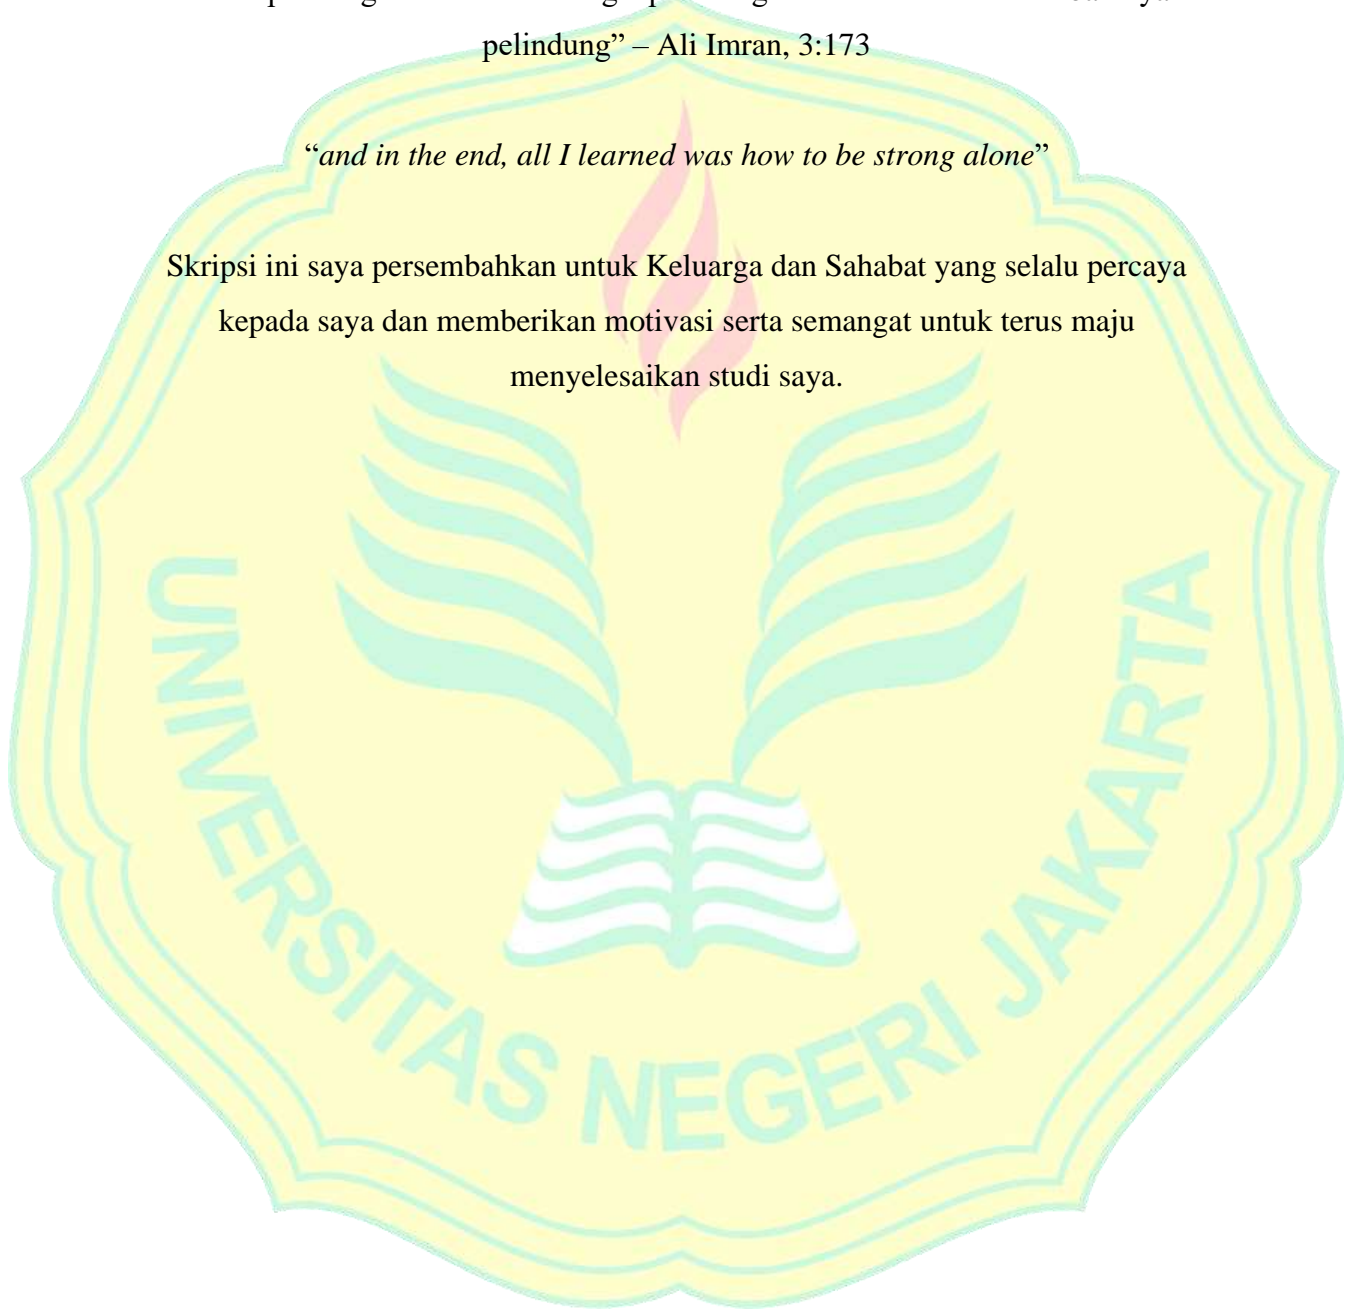 pelindung” – Ali Imran, 3:173
“and in the end, all I learned was how to be strong alone”
Skripsi ini saya persembahkan untuk Keluarga dan Sahabat yang selalu percaya
kepada saya dan memberikan motivasi serta semangat untuk terus maju
menyelesaikan studi saya.
UNIVERSITAS NEGERI JAKARTA